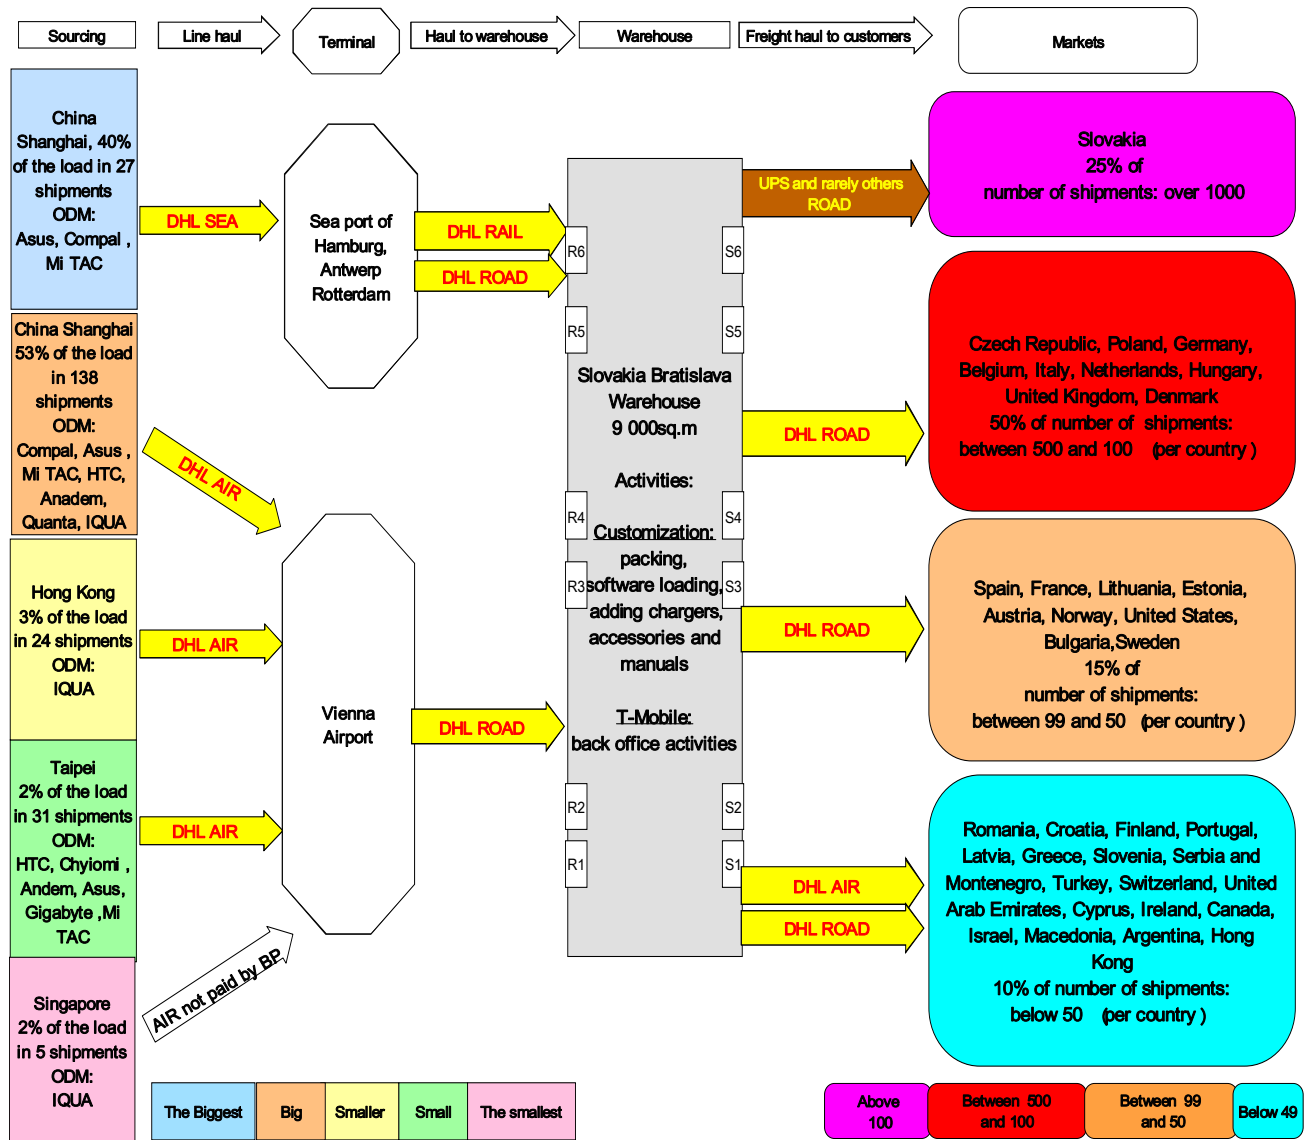 Sourcing
Line haul
Terminal
Haul to warehouse
Warehouse
Freight haul to customers
Markets
China
Shanghai, 40%
of the load in 27
shipments
ODM:
Asus, Compal ,
Mi TAC
China Shanghai
53% of the load
in 138
shipments
ODM:
Compal, Asus ,
Mi TAC, HTC,
Anadem,
Quanta, IQUA
Hong Kong
3% of the load
in 24 shipments
ODM:
IQUA
Taipei
2% of the load
in 31 shipments
ODM:
HTC, Chyiomi ,
Andem, Asus,
Gigabyte ,Mi
TAC
Singapore
2% of the load
in 5 shipments
ODM:
IQUA
DHL SEA
DHL AIR
DHL AIR
DHL AIR
AIR not paid by BP
Sea port of
Hamburg,
Antwerp
Rotterdam
Vienna
Airport
DHL RAIL
DHL ROAD
DHL ROAD
R6
R5
R4
R3
R2
R1
Slovakia Bratislava
Warehouse
9 000sq.m
Activities:
Customization:
packing,
software loading,
adding chargers,
accessories and
manuals
T-Mobile:
back office activities
S6
S5
S4
S3
S2
S1
UPS and rarely others
ROAD
DHL ROAD
DHL ROAD
DHL AIR
DHL ROAD
Slovakia
25% of
number of shipments: over 1000
Czech Republic, Poland, Germany,
Belgium, Italy, Netherlands, Hungary,
United Kingdom, Denmark
50% of number of shipments:
between 500 and 100 (per country )
Spain, France, Lithuania, Estonia,
Austria, Norway, United States,
Bulgaria,Sweden
15% of
number of shipments:
between 99 and 50 (per country )
Romania, Croatia, Finland, Portugal,
Latvia, Greece, Slovenia, Serbia and
Montenegro, Turkey, Switzerland, United
Arab Emirates, Cyprus, Ireland, Canada,
Israel, Macedonia, Argentina, Hong
Kong
10% of number of shipments:
below 50 (per country )
The Biggest
Big
Smaller
Small
The smallest
Above
100
Between 500
and 100
Between 99
and 50
Below 49